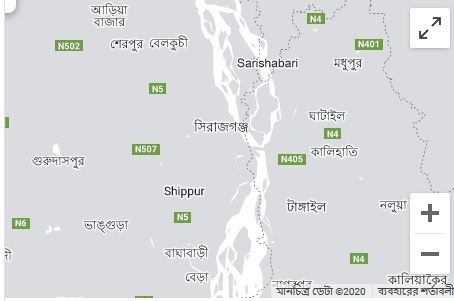 আড়িয়া
বাজার
N4
N502
শেরপুর বেলকুচী
N401
Sarishabari
মধুপুর
N5
ঘাটাইল
সিরাজগঞ্জ
N4
N507
কালিহাতি
গুরুদাসপুর
N405
Shippur
টাঙ্গাইল
নলুয়া
N6
N5
ভাঙ্গুড়া
বাঘাবাড়ী
N4
বেড়া
কালিয়াকৈর
মানচিত্র ডেটা ©2020
ব্যবহারের শর্তাবলী